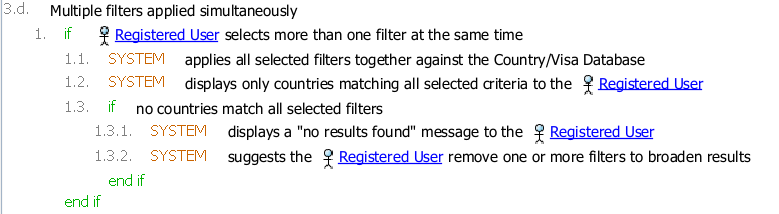 3.d. Multiple filters applied simultaneously
1. if Registered User selects more than one filter at the same time
1.1. SYSTEM applies all selected filters together against the Country/Visa Database
1.2. SYSTEM displays only countries matching all selected criteria to the Registered User
1.3. if no countries match all selected filters
1.3.1. SYSTEM displays a "no results found" message to the Registered User
1.3.2. SYSTEM suggests the Registered User remove one or more filters to broaden results
end if
end if